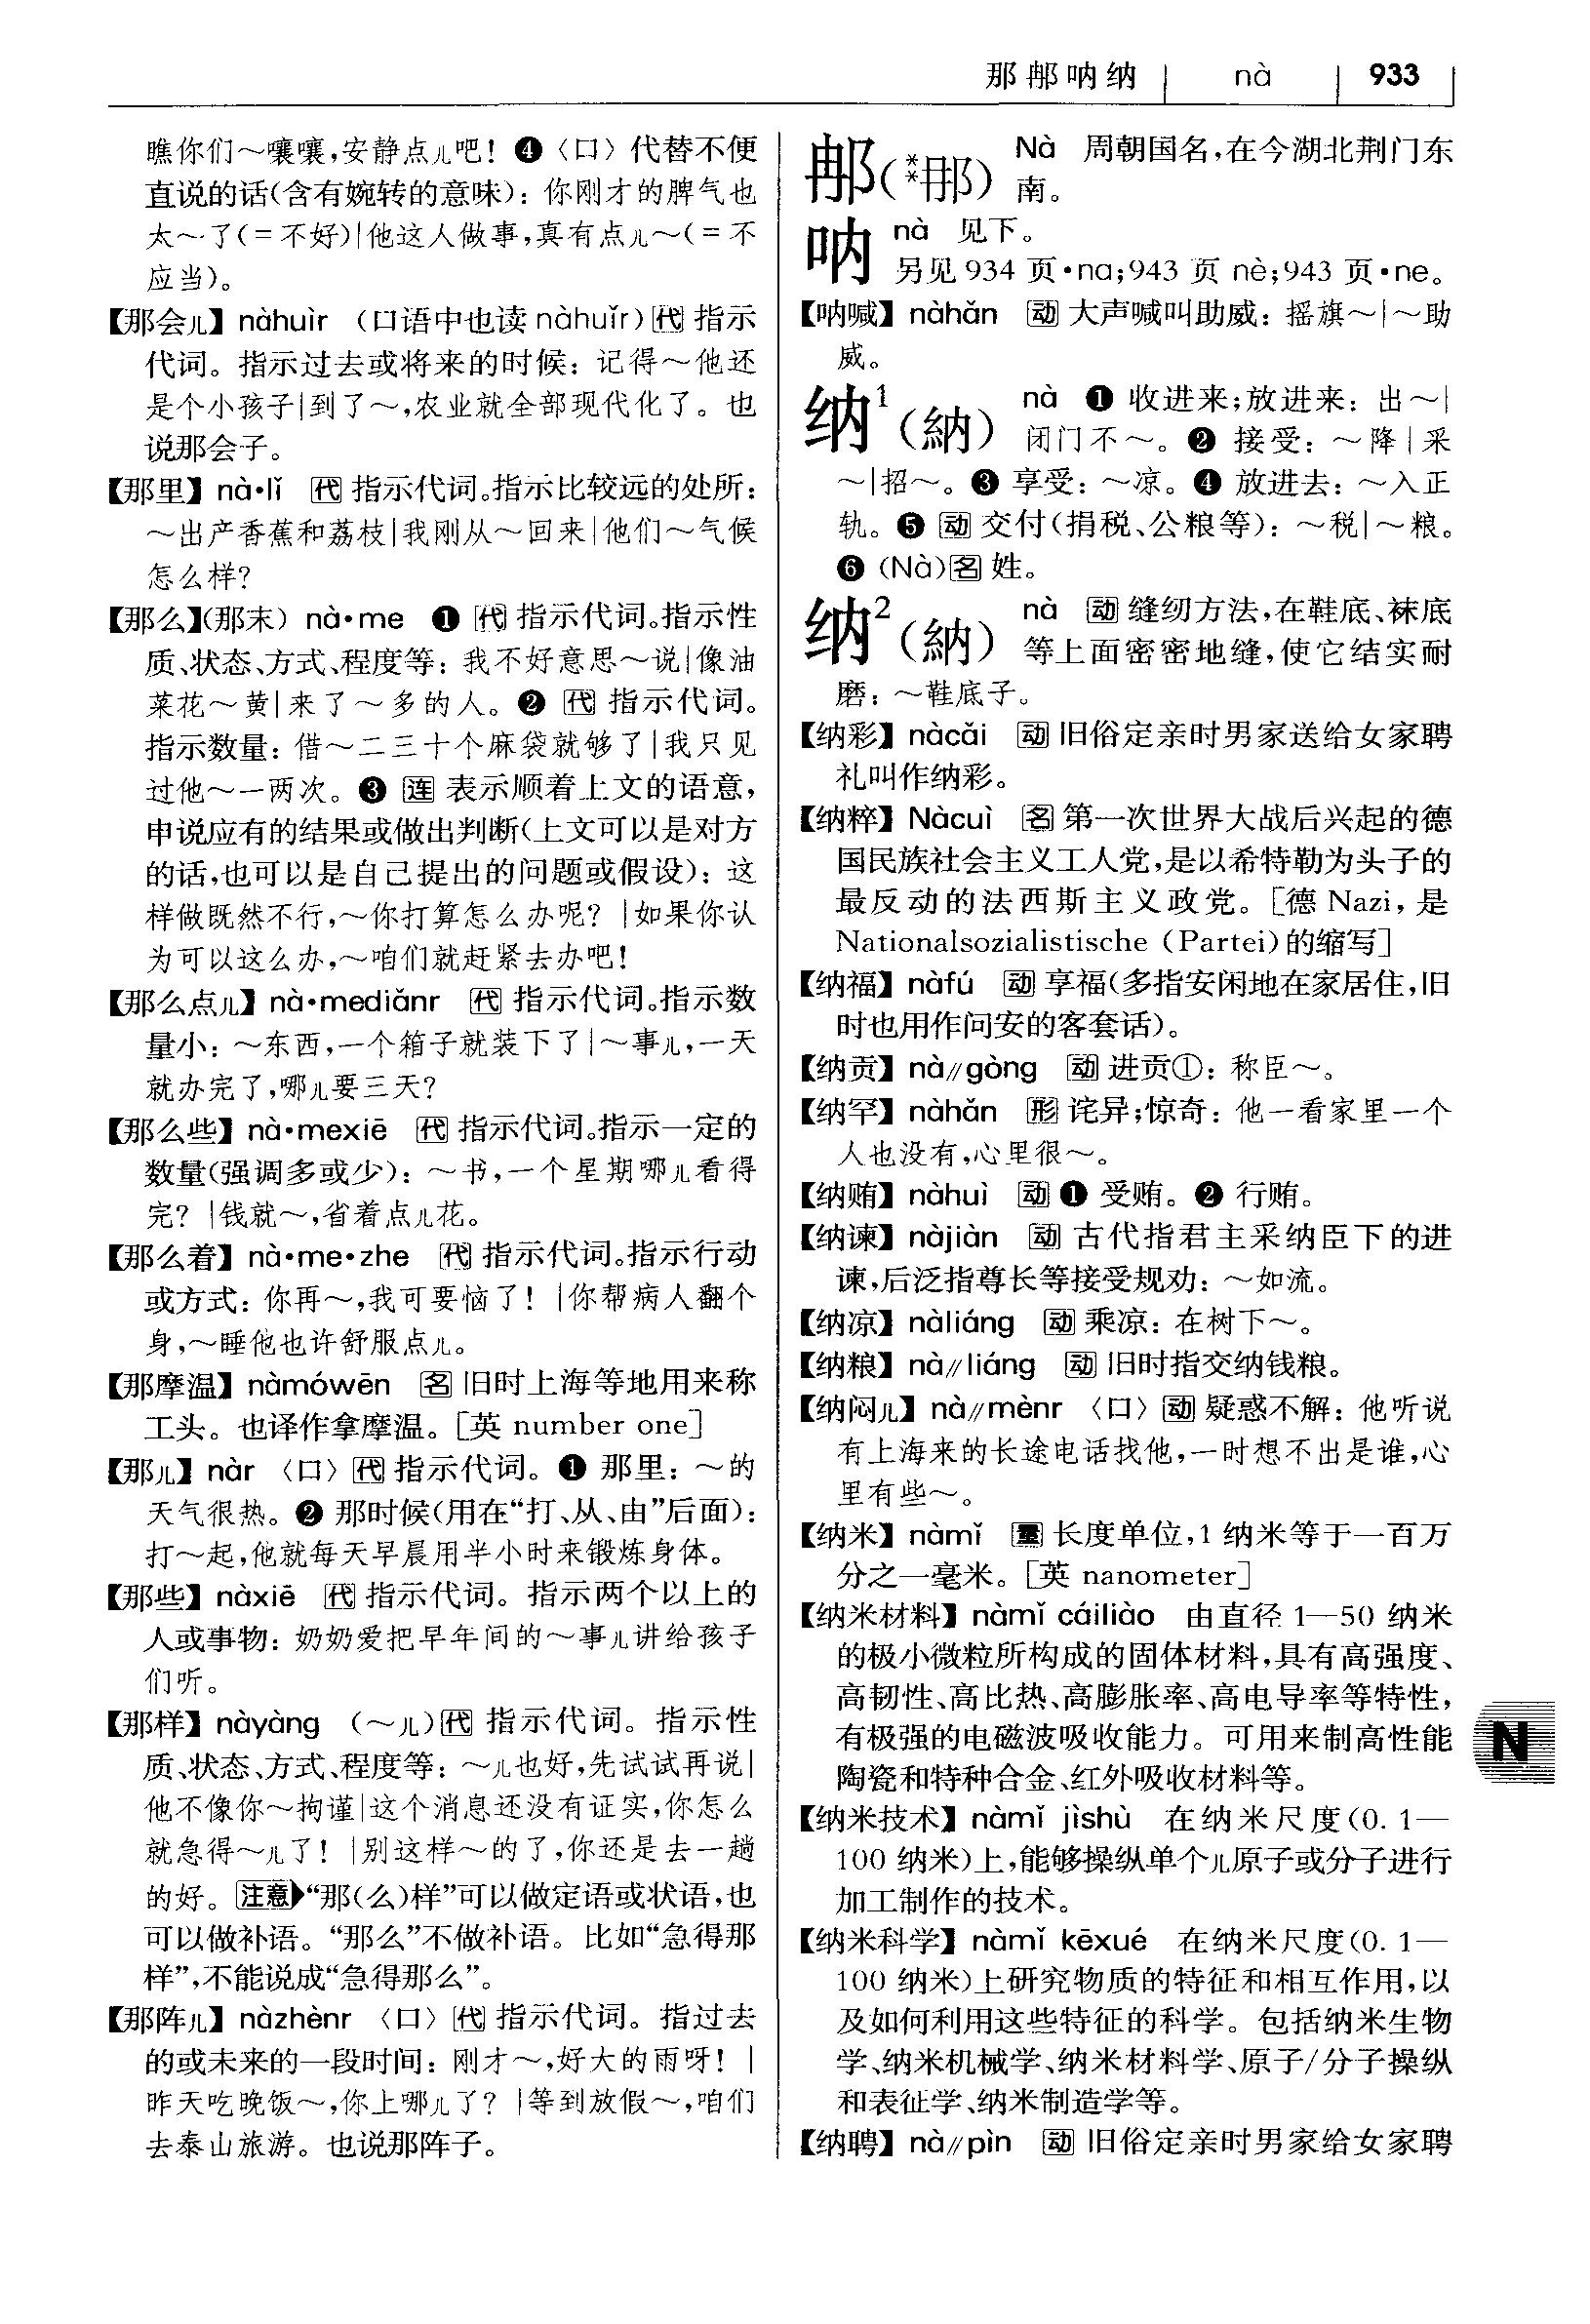 那𨙻呐纳 nà 933
瞧你们～嚷嚷,安静点儿吧! ❹〈口〉代替不便
直说的话(含有婉转的意味): 你刚才的脾气也
太～了(=不好)|他这人做事,真有点儿～(=不
应当)。
【那会儿】nàhuìr (口语中也读 nàhuǐr)代 指示
代词。指示过去或将来的时候: 记得～他还
是个小孩子|到了～,农业就全部现代化了。也
说那会子。
【那里】nà•lǐ 代 指示代词。指示比较远的处所:
～出产香蕉和荔枝|我刚从～回来|他们～气候
怎么样?
【那么】(那末) nà•me ❶ 代 指示代词。指示性
质、状态、方式、程度等: 我不好意思～说|像油
菜花～黄|来了～多的人。❷ 代 指示代词。
指示数量: 借～二三十个麻袋就够了|我只见
过他～一两次。❸ 连 表示顺着上文的语意,
申说应有的结果或做出判断(上文可以是对方
的话,也可以是自己提出的问题或假设): 这
样做既然不行,～你打算怎么办呢? |如果你认
为可以这么办,～咱们就赶紧去办吧!
【那么点儿】nà•mediǎnr 代 指示代词。指示数
量小: ～东西,一个箱子就装下了|～事儿,一天
就办完了,哪儿要三天?
【那么些】nà•mexiē 代 指示代词。指示一定的
数量(强调多或少): ～书,一个星期哪儿看得
完? |钱就～,省着点儿花。
【那么着】nà•me•zhe 代 指示代词。指示行动
或方式: 你再～,我可要恼了! |你帮病人翻个
身,～睡他也许舒服点儿。
【那摩温】nàmówēn 名 旧时上海等地用来称
工头。也译作拿摩温。[英 number one]
【那儿】nàr 〈口〉代 指示代词。❶ 那里: ～的
天气很热。❷ 那时候(用在“打、从、由”后面):
打～起,他就每天早晨用半小时来锻炼身体。
【那些】nàxiē 代 指示代词。指示两个以上的
人或事物: 奶奶爱把早年间的～事儿讲给孩子
们听。
【那样】nàyàng (～儿)代 指示代词。指示性
质、状态、方式、程度等: ～儿也好,先试试再说|
他不像你～拘谨|这个消息还没有证实,你怎么
就急得～儿了! |别这样～的了,你还是去一趟
的好。注意 “那(么)样”可以做定语或状语,也
可以做补语。“那么”不做补语。比如“急得那
样”,不能说成“急得那么”。
【那阵儿】nàzhènr 〈口〉代 指示代词。指过去
的或未来的一段时间: 刚才～,好大的雨呀! |
昨天吃晚饭～,你上哪儿了? |等到放假～,咱们
去泰山旅游。也说那阵子。
Nà 周朝国名,在今湖北荆门东
南。
呐 nà 见下。
另见 934 页•na;943 页 nè;943 页•ne。
【呐喊】nàhǎn 动 大声喊叫助威: 摇旗～|～助
威。
纳1(納) nà ❶ 收进来;放进来: 出～|
闭门不～。❷ 接受: ～降|采
～|招～。❸ 享受: ～凉。❹ 放进去: ～入正
轨。❺ 动 交付(捐税、公粮等): ～税|～粮。
❻ (Nà)名 姓。
纳2(納) nà 动 缝纫方法,在鞋底、袜底
等上面密密地缝,使它结实耐
磨: ～鞋底子。
【纳彩】nàcǎi 动 旧俗定亲时男家送给女家聘
礼叫作纳彩。
【纳粹】Nàcuì 名 第一次世界大战后兴起的德
国民族社会主义工人党,是以希特勒为头子的
最反动的法西斯主义政党。[德 Nazi, 是
Nationalsozialistische (Partei)的缩写]
【纳福】nàfú 动 享福(多指安闲地在家居住,旧
时也用作问安的客套话)。
【纳贡】nà//gòng 动 进贡①: 称臣～。
【纳罕】nàhǎn 形 诧异;惊奇: 他一看家里一个
人也没有,心里很～。
【纳贿】nàhuì 动 ❶ 受贿。❷ 行贿。
【纳谏】nàjiàn 动 古代指君主采纳臣下的进
谏,后泛指尊长等接受规劝: ～如流。
【纳凉】nàliáng 动 乘凉: 在树下～。
【纳粮】nà//liáng 动 旧时指交纳钱粮。
【纳闷儿】nà//mènr 〈口〉动 疑惑不解: 他听说
有上海来的长途电话找他,一时想不出是谁,心
里有些～。
【纳米】nàmǐ 量 长度单位,1 纳米等于一百万
分之一毫米。[英 nanometer]
【纳米材料】nàmǐ cáiliào 由直径 1—50 纳米
的极小微粒所构成的固体材料,具有高强度、
高韧性、高比热、高膨胀率、高电导率等特性,
有极强的电磁波吸收能力。可用来制高性能
陶瓷和特种合金、红外吸收材料等。
【纳米技术】nàmǐ jìshù 在纳米尺度(0.1—
100 纳米)上,能够操纵单个儿原子或分子进行
加工制作的技术。
【纳米科学】nàmǐ kēxué 在纳米尺度(0.1—
100 纳米)上研究物质的特征和相互作用,以
及如何利用这些特征的科学。包括纳米生物
学、纳米机械学、纳米材料学、原子/分子操纵
和表征学、纳米制造学等。
【纳聘】nà//pìn 动 旧俗定亲时男家给女家聘
N